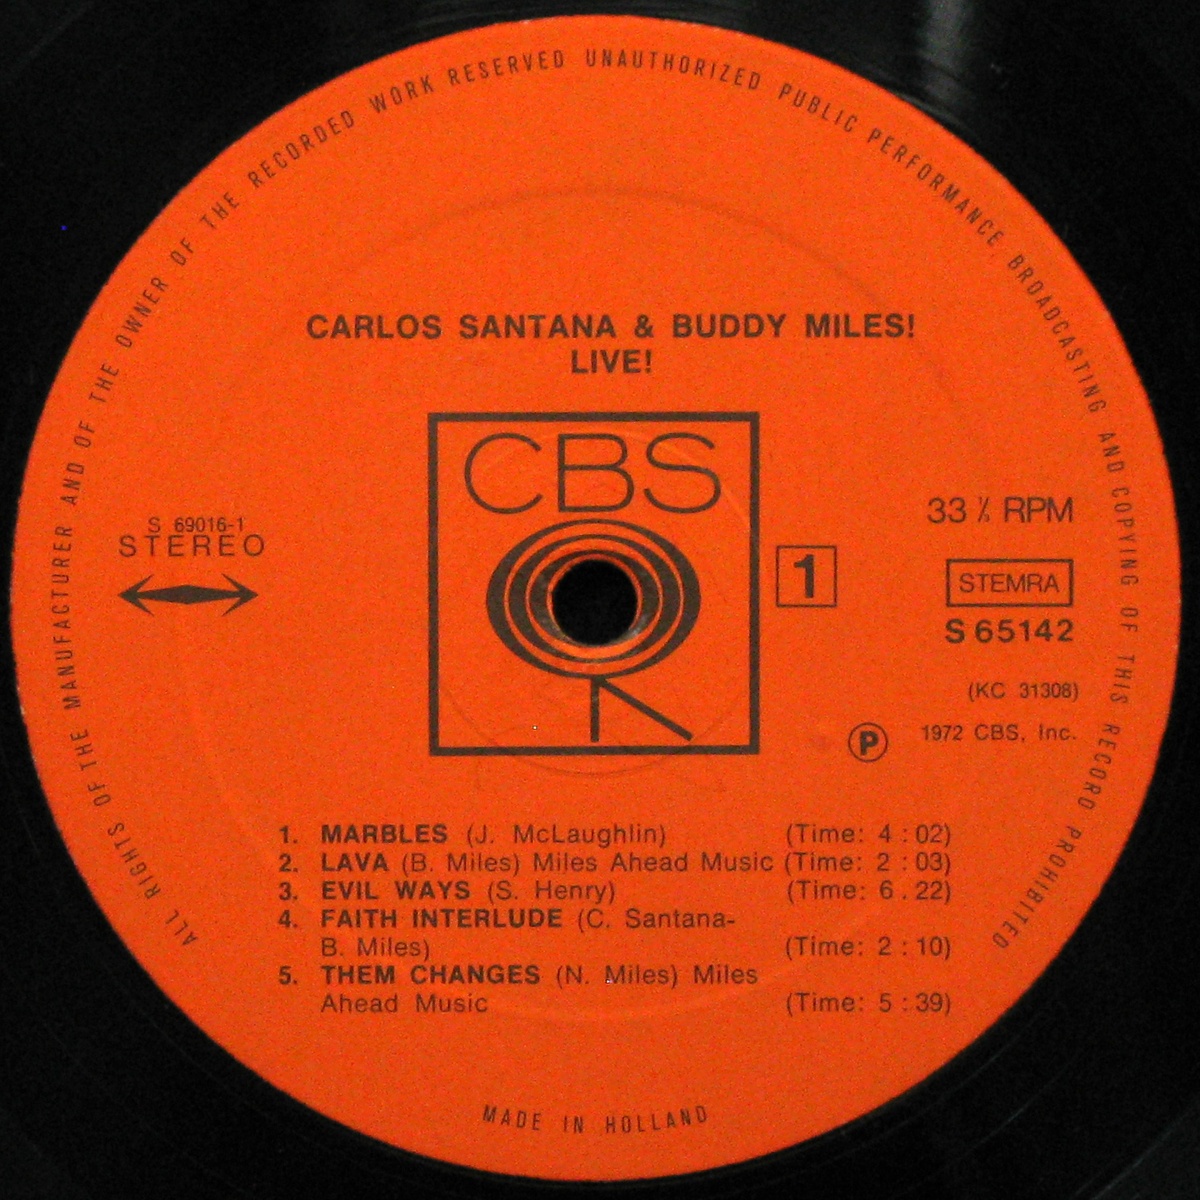 ALL RIGHTS OF THE MANUFACTURER AND OF THE OWNER OF THE RECORDED WORK RESERVED UNAUTHORIZED PUBLIC PERFORMANCE BROADCASTING AND COPYING OF THIS RECORD PROHIBITED
CARLOS SANTANA & BUDDY MILES!
LIVE!
CBS
S 69016-1
STEREO
1
33 ⅓ RPM
STEMRA
S 65142
(KC 31308)
Ⓟ 1972 CBS, Inc.
1. MARBLES (J. McLaughlin) (Time: 4 : 02)
2. LAVA (B. Miles) Miles Ahead Music (Time: 2 : 03)
3. EVIL WAYS (S. Henry) (Time: 6 . 22)
4. FAITH INTERLUDE (C. Santana-
B. Miles) (Time: 2 : 10)
5. THEM CHANGES (N. Miles) Miles
Ahead Music (Time: 5 : 39)
MADE IN HOLLAND